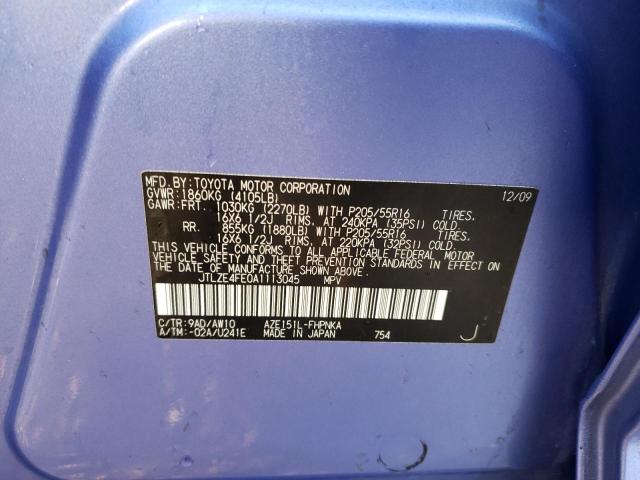 MFD.BY:TOYOTA MOTOR CORPORATION 12/09
GVWR:1860KG (4105LB)
GAWR:FRT. 1030KG (2270LB) WITH P205/55R16 TIRES.
16X6 1/2J RIMS, AT 240KPA (35PSI) COLD.
RR. 855KG (1880LB) WITH P205/55R16 TIRES.
16X6 1/2J RIMS, AT 220KPA (32PSI) COLD.
THIS VEHICLE CONFORMS TO ALL APPLICABLE FEDERAL MOTOR
VEHICLE SAFETY AND THEFT PREVENTION STANDARDS IN EFFECT ON
THE DATE OF MANUFACTURE SHOWN ABOVE.
JTLZE4FE0A1113045 MPV
C/TR:9AD/AW10 AZE151L-FHPNKA
A/TM:-02A/U241E MADE IN JAPAN 754 J